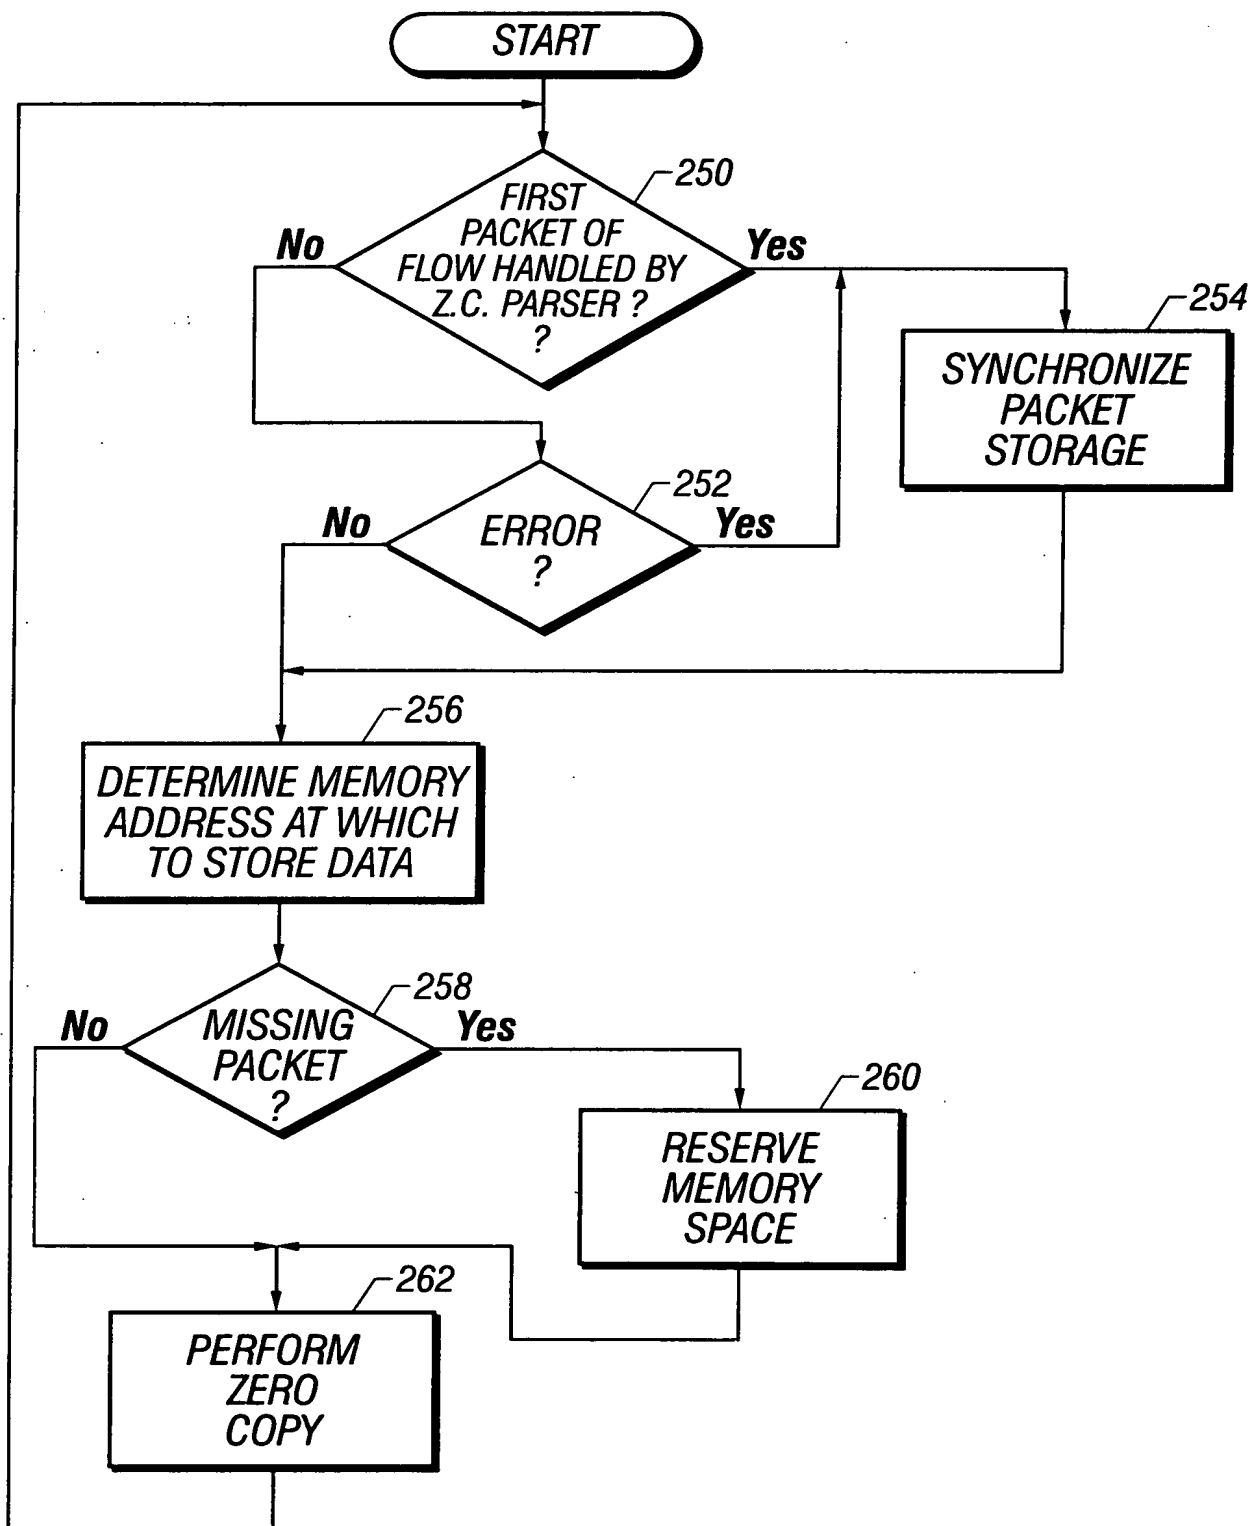 START
250
FIRST
PACKET OF
FLOW HANDLED BY
Z.C. PARSER ?
?
No
Yes
254
SYNCHRONIZE
PACKET
STORAGE
252
ERROR
?
No
Yes
256
DETERMINE MEMORY
ADDRESS AT WHICH
TO STORE DATA
258
MISSING
PACKET
?
No
Yes
260
RESERVE
MEMORY
SPACE
262
PERFORM
ZERO
COPY